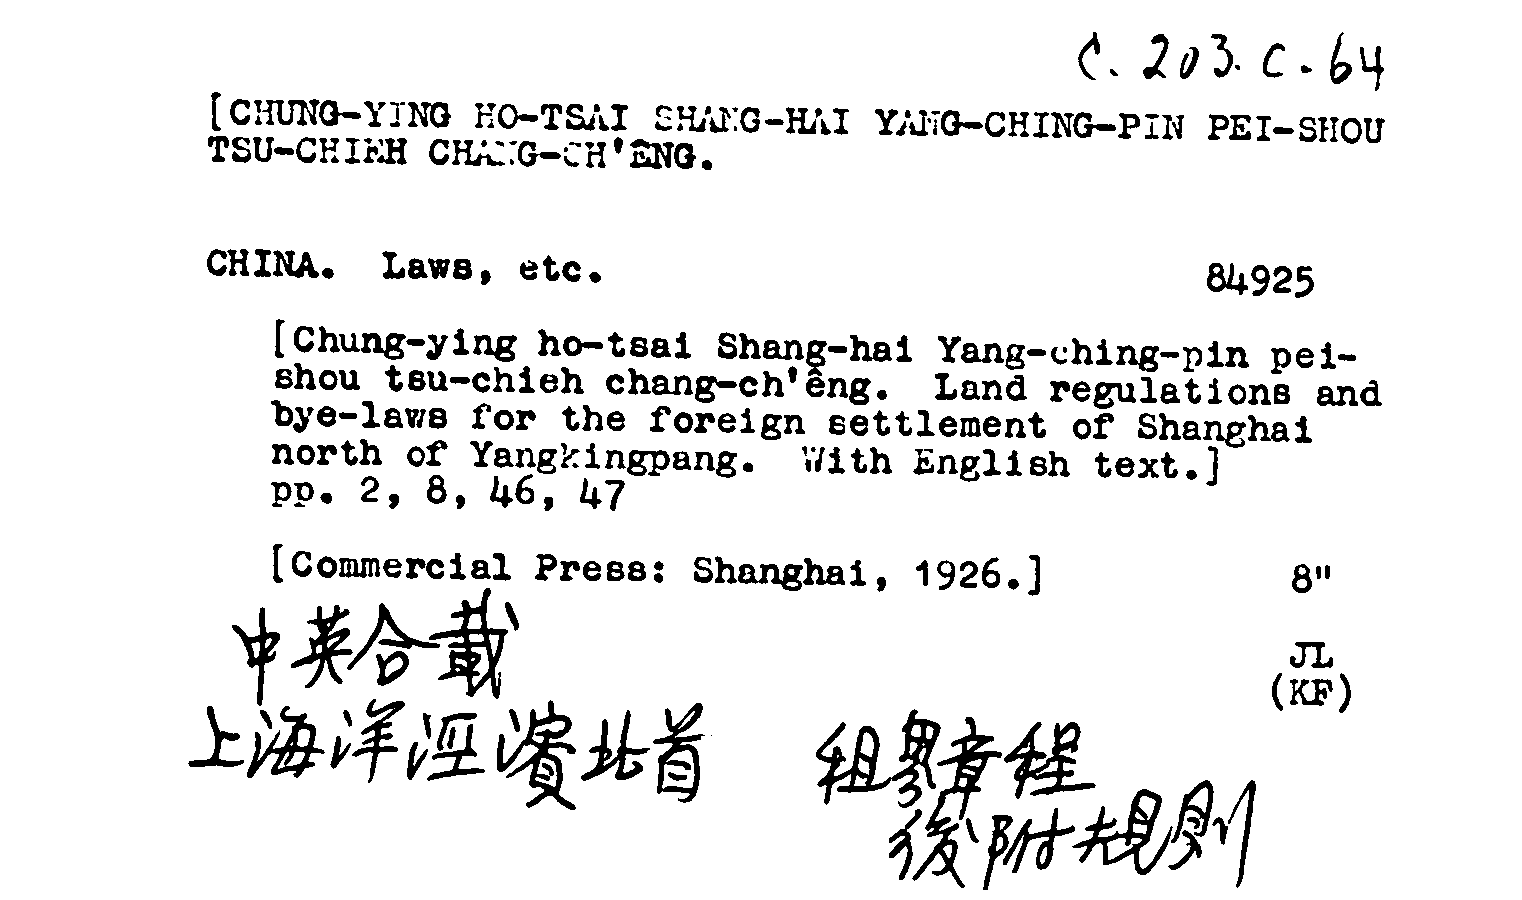 C. 203. C. 64
[CHUNG-YING HO-TSAI SHANG-HAI YANG-CHING-PIN PEI-SHOU
TSU-CHIEH CHANG-CH'ÊNG.
CHINA. Laws, etc. 84925
[Chung-ying ho-tsai Shang-hai Yang-ching-pin pei-
shou tsu-chieh chang-ch'êng. Land regulations and
bye-laws for the foreign settlement of Shanghai
north of Yangkingpang. With English text.]
pp. 2, 8, 46, 47
[Commercial Press: Shanghai, 1926.] 8"
JL
(KF)
中英合載
上海洋涇濱北首 租界章程
後附規則